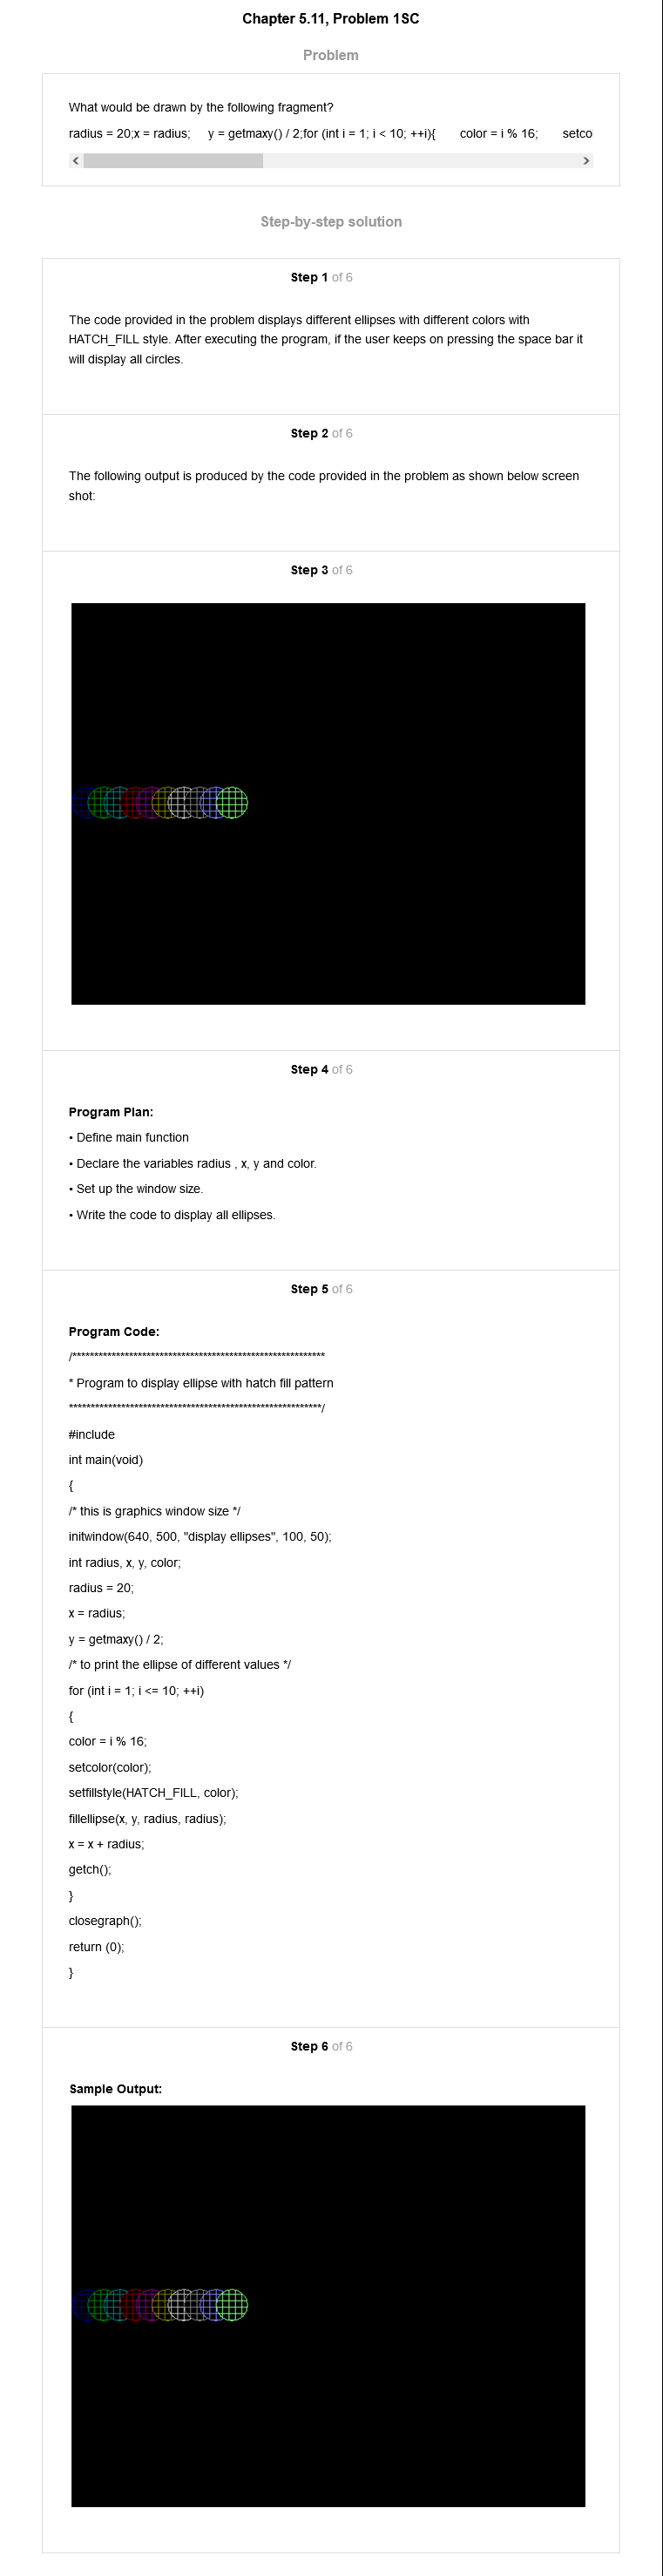 Chapter 5.11, Problem 1SC
Problem
What would be drawn by the following fragment?
radius = 20;x = radius; y = getmaxy() / 2;for (int i = 1; i < 10; ++i){ color = i % 16; setco
Step-by-step solution
Step 1 of 6
The code provided in the problem displays different ellipses with different colors with
HATCH_FILL style. After executing the program, if the user keeps on pressing the space bar it
will display all circles.
Step 2 of 6
The following output is produced by the code provided in the problem as shown below screen
shot:
Step 3 of 6
Step 4 of 6
Program Plan:
• Define main function
• Declare the variables radius , x, y and color.
• Set up the window size.
• Write the code to display all ellipses.
Step 5 of 6
Program Code:
/**********************************************************
* Program to display ellipse with hatch fill pattern
**********************************************************/
#include
int main(void)
{
/* this is graphics window size */
initwindow(640, 500, "display ellipses", 100, 50);
int radius, x, y, color;
radius = 20;
x = radius;
y = getmaxy() / 2;
/* to print the ellipse of different values */
for (int i = 1; i <= 10; ++i)
{
color = i % 16;
setcolor(color);
setfillstyle(HATCH_FILL, color);
fillellipse(x, y, radius, radius);
x = x + radius;
getch();
}
closegraph();
return (0);
}
Step 6 of 6
Sample Output: